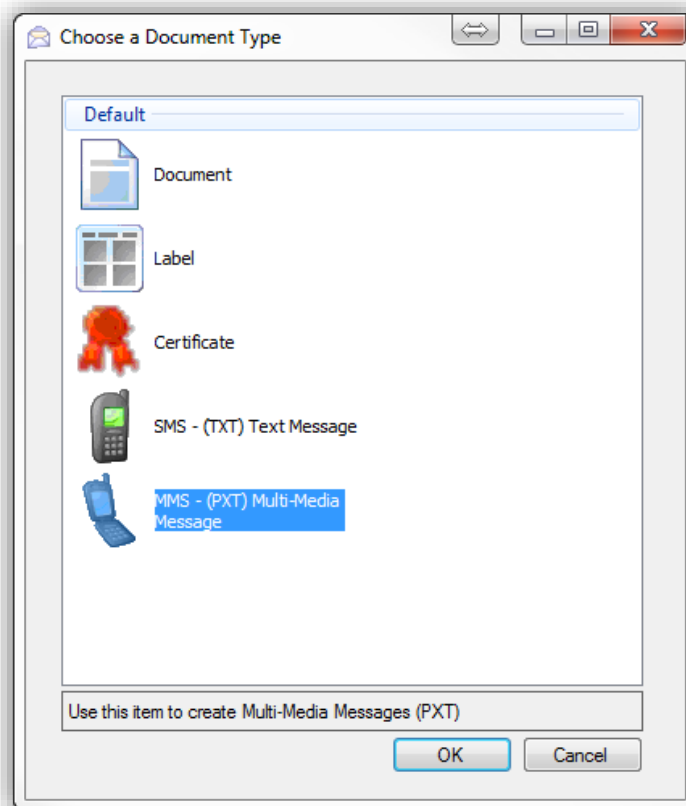 Choose a Document Type
Default
Document
Label
Certificate
SMS - (TXT) Text Message
MMS - (PXT) Multi-Media
Message
Use this item to create Multi-Media Messages (PXT)
OK
Cancel